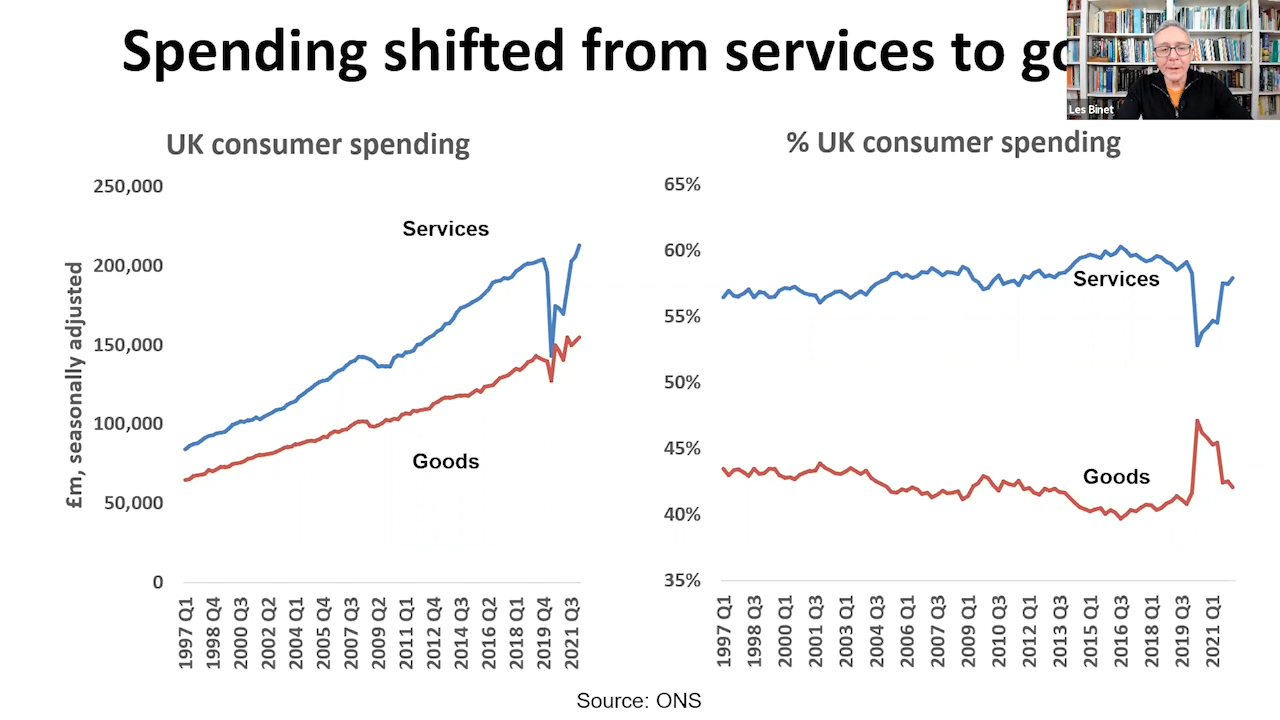 Spending shifted from services to go
Les Binet
UK consumer spending
£m, seasonally adjusted
250,000
200,000
150,000
100,000
50,000
0
Services
Goods
1997 Q1
1998 Q4
2000 Q3
2002 Q2
2004 Q1
2005 Q4
2007 Q3
2009 Q2
2011 Q1
2012 Q4
2014 Q3
2016 Q2
2018 Q1
2019 Q4
2021 Q3
% UK consumer spending
65%
60%
55%
50%
45%
40%
35%
Services
Goods
1997 Q1
1998 Q3
2000 Q1
2001 Q3
2003 Q1
2004 Q3
2006 Q1
2007 Q3
2009 Q1
2010 Q3
2012 Q1
2013 Q3
2015 Q1
2016 Q3
2018 Q1
2019 Q3
2021 Q1
Source: ONS